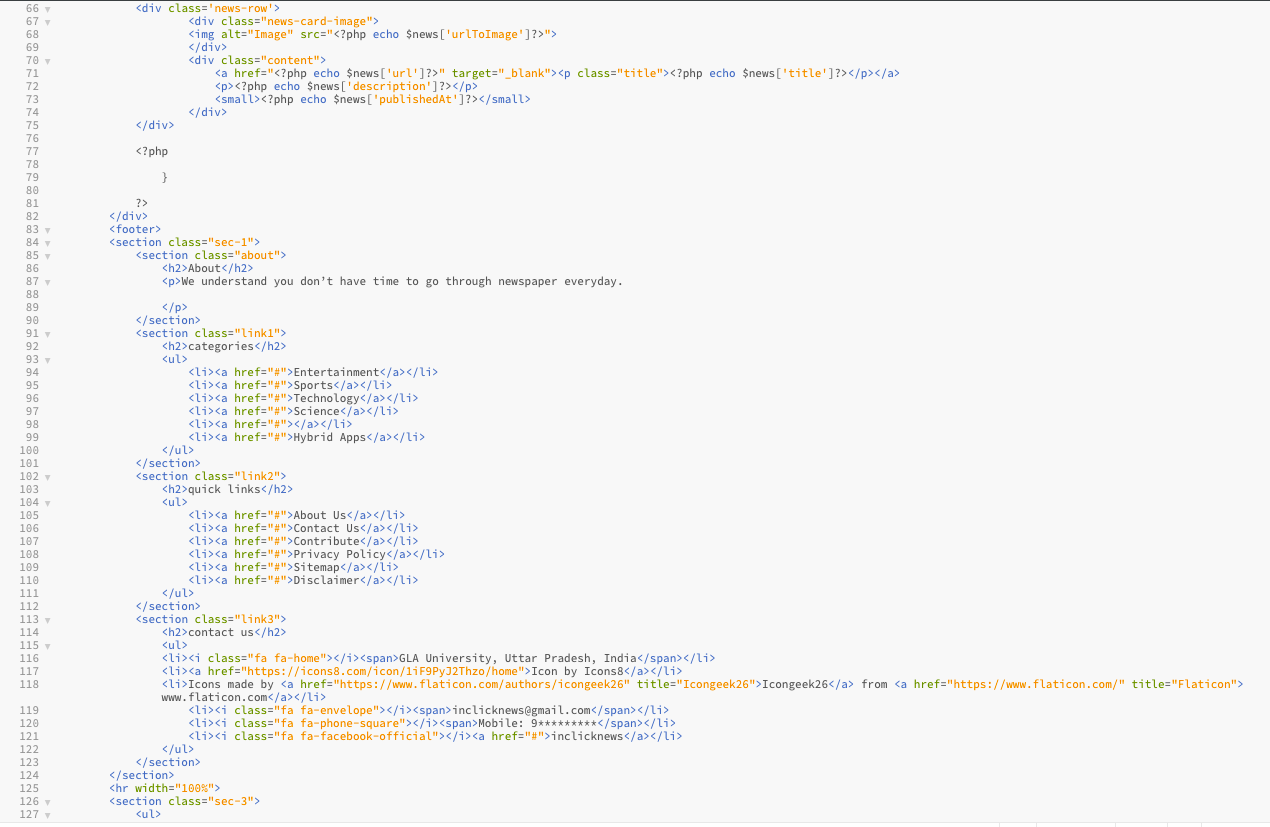 66 ▼ <div class='news-row'>
67 ▼ <div class="news-card-image">
68 <img alt="Image" src="<?php echo $news['urlToImage']?>">
69 </div>
70 ▼ <div class="content">
71 <a href="<?php echo $news['url']?>" target="_blank"><p class="title"><?php echo $news['title']?></p></a>
72 <p><?php echo $news['description']?></p>
73 <small><?php echo $news['publishedAt']?></small>
74 </div>
75 </div>
76
77 <?php
78
79 }
80
81 ?>
82 </div>
83 ▼ <footer>
84 ▼ <section class="sec-1">
85 ▼ <section class="about">
86 <h2>About</h2>
87 ▼ <p>We understand you don’t have time to go through newspaper everyday.
88
89 </p>
90 </section>
91 ▼ <section class="link1">
92 <h2>categories</h2>
93 ▼ <ul>
94 <li><a href="#">Entertainment</a></li>
95 <li><a href="#">Sports</a></li>
96 <li><a href="#">Technology</a></li>
97 <li><a href="#">Science</a></li>
98 <li><a href="#"></a></li>
99 <li><a href="#">Hybrid Apps</a></li>
100 </ul>
101 </section>
102 ▼ <section class="link2">
103 <h2>quick links</h2>
104 ▼ <ul>
105 <li><a href="#">About Us</a></li>
106 <li><a href="#">Contact Us</a></li>
107 <li><a href="#">Contribute</a></li>
108 <li><a href="#">Privacy Policy</a></li>
109 <li><a href="#">Sitemap</a></li>
110 <li><a href="#">Disclaimer</a></li>
111 </ul>
112 </section>
113 ▼ <section class="link3">
114 <h2>contact us</h2>
115 ▼ <ul>
116 <li><i class="fa fa-home"></i><span>GLA University, Uttar Pradesh, India</span></li>
117 <li><a href="https://icons8.com/icon/1iF9PyJ2Thzo/home">Icon by Icons8</a></li>
118 <li>Icons made by <a href="https://www.flaticon.com/authors/icongeek26" title="Icongeek26">Icongeek26</a> from <a href="https://www.flaticon.com/" title="Flaticon">
www.flaticon.com</a></li>
119 <li><i class="fa fa-envelope"></i><span>inclicknews@gmail.com</span></li>
120 <li><i class="fa fa-phone-square"></i><span>Mobile: 9*********</span></li>
121 <li><i class="fa fa-facebook-official"></i><a href="#">inclicknews</a></li>
122 </ul>
123 </section>
124 </section>
125 <hr width="100%">
126 ▼ <section class="sec-3">
127 ▼ <ul>